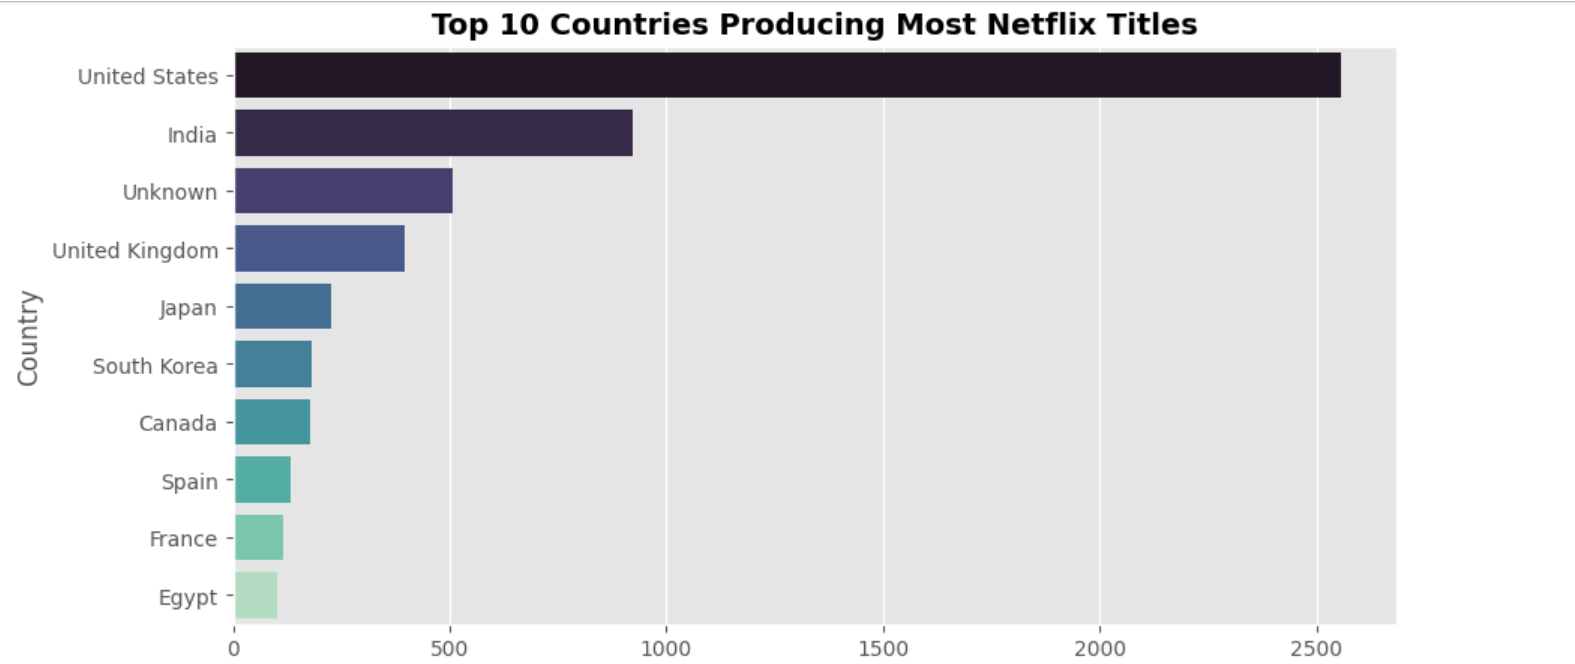 Top 10 Countries Producing Most Netflix Titles
United States
India
Unknown
United Kingdom
Japan
South Korea
Canada
Spain
France
Egypt
Country
0 500 1000 1500 2000 2500